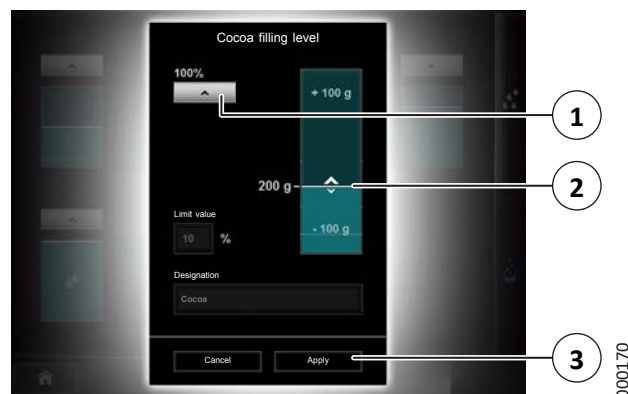 Cocoa filling level
100%
+ 100 g
1
200 g
2
Limit value
10 %
- 100 g
Designation
Cocoa
Cancel
Apply
3
000170